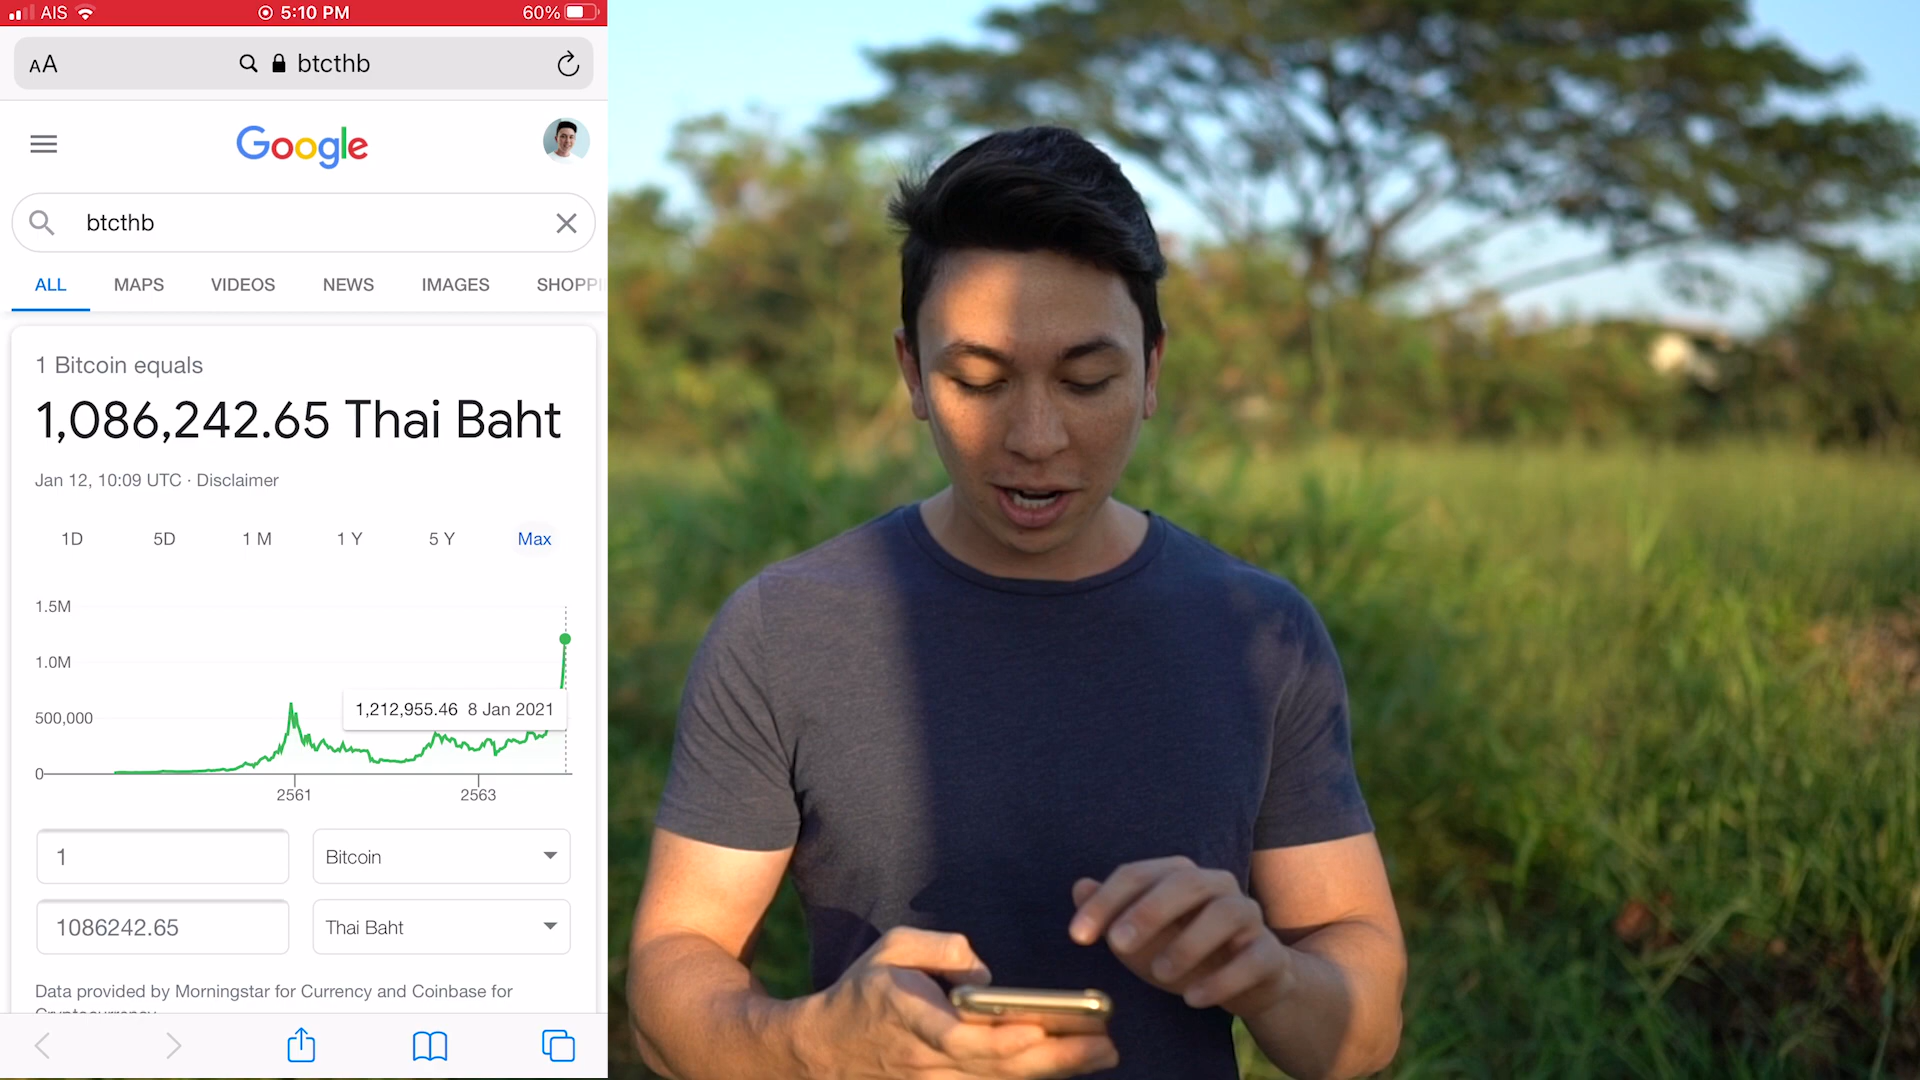 AIS 5:10 PM 60%
AA btcthb
Google
btcthb
ALL MAPS VIDEOS NEWS IMAGES SHOPPI
1 Bitcoin equals
1,086,242.65 Thai Baht
Jan 12, 10:09 UTC · Disclaimer
1D 5D 1 M 1 Y 5 Y Max
1.5M
1.0M
1,212,955.46 8 Jan 2021
500,000
0
2561 2563
1 Bitcoin
1086242.65 Thai Baht
Data provided by Morningstar for Currency and Coinbase for
Cryptocurrency